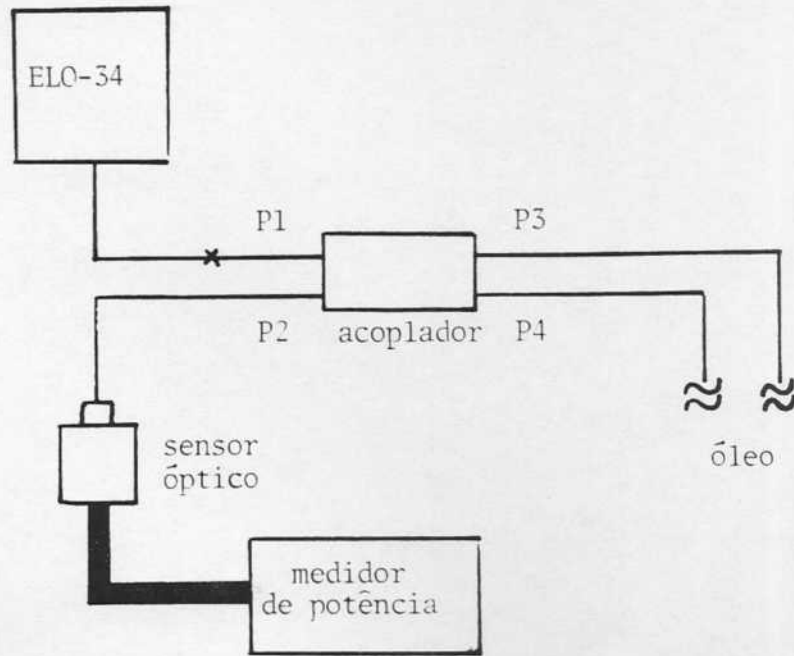 ELO-34
P1
P3
P2
acoplador
P4
sensor
óptico
óleo
medidor
de potência